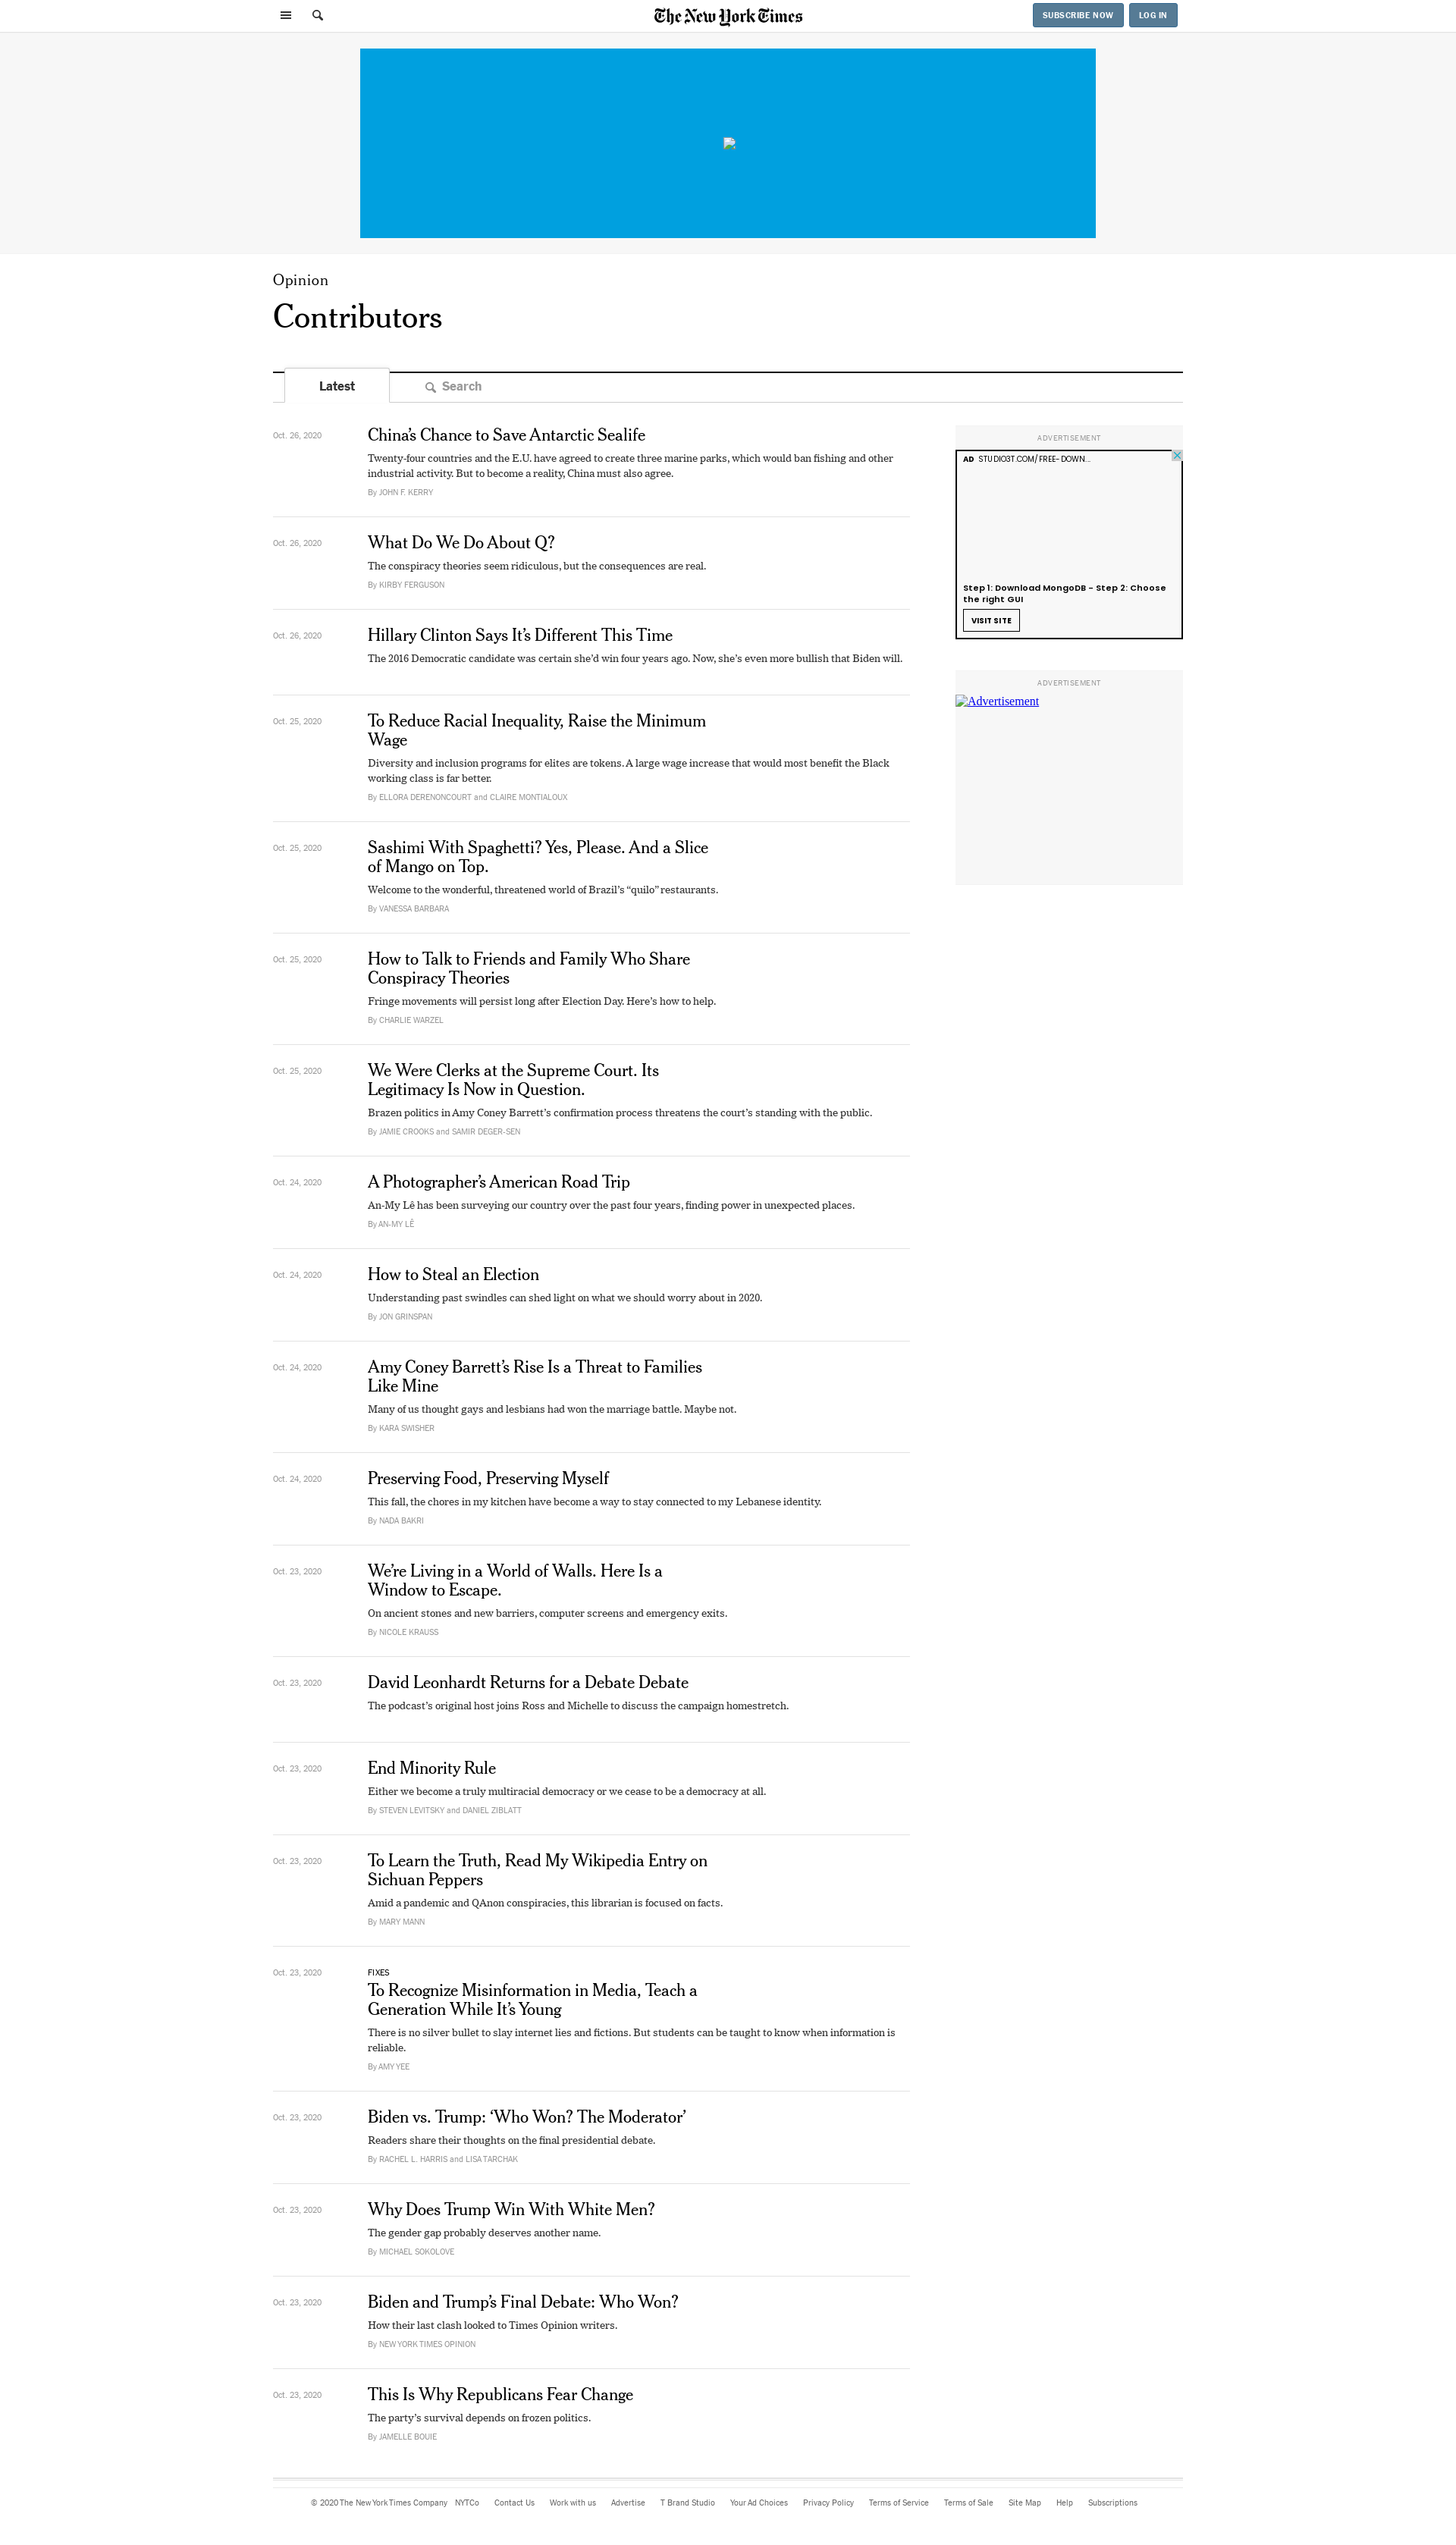 The New York Times
SUBSCRIBE NOW
LOG IN
Opinion
Contributors
Latest
Search
Oct. 26, 2020
China’s Chance to Save Antarctic Sealife
Twenty-four countries and the E.U. have agreed to create three marine parks, which would ban fishing and other
industrial activity. But to become a reality, China must also agree.
By JOHN F. KERRY
Oct. 26, 2020
What Do We Do About Q?
The conspiracy theories seem ridiculous, but the consequences are real.
By KIRBY FERGUSON
Oct. 26, 2020
Hillary Clinton Says It’s Different This Time
The 2016 Democratic candidate was certain she’d win four years ago. Now, she’s even more bullish that Biden will.
Oct. 25, 2020
To Reduce Racial Inequality, Raise the Minimum
Wage
Diversity and inclusion programs for elites are tokens. A large wage increase that would most benefit the Black
working class is far better.
By ELLORA DERENONCOURT and CLAIRE MONTIALOUX
Oct. 25, 2020
Sashimi With Spaghetti? Yes, Please. And a Slice
of Mango on Top.
Welcome to the wonderful, threatened world of Brazil’s “quilo” restaurants.
By VANESSA BARBARA
Oct. 25, 2020
How to Talk to Friends and Family Who Share
Conspiracy Theories
Fringe movements will persist long after Election Day. Here’s how to help.
By CHARLIE WARZEL
Oct. 25, 2020
We Were Clerks at the Supreme Court. Its
Legitimacy Is Now in Question.
Brazen politics in Amy Coney Barrett’s confirmation process threatens the court’s standing with the public.
By JAMIE CROOKS and SAMIR DEGER-SEN
Oct. 24, 2020
A Photographer’s American Road Trip
An-My Lê has been surveying our country over the past four years, finding power in unexpected places.
By AN-MY LÊ
Oct. 24, 2020
How to Steal an Election
Understanding past swindles can shed light on what we should worry about in 2020.
By JON GRINSPAN
Oct. 24, 2020
Amy Coney Barrett’s Rise Is a Threat to Families
Like Mine
Many of us thought gays and lesbians had won the marriage battle. Maybe not.
By KARA SWISHER
Oct. 24, 2020
Preserving Food, Preserving Myself
This fall, the chores in my kitchen have become a way to stay connected to my Lebanese identity.
By NADA BAKRI
Oct. 23, 2020
We’re Living in a World of Walls. Here Is a
Window to Escape.
On ancient stones and new barriers, computer screens and emergency exits.
By NICOLE KRAUSS
Oct. 23, 2020
David Leonhardt Returns for a Debate Debate
The podcast’s original host joins Ross and Michelle to discuss the campaign homestretch.
Oct. 23, 2020
End Minority Rule
Either we become a truly multiracial democracy or we cease to be a democracy at all.
By STEVEN LEVITSKY and DANIEL ZIBLATT
Oct. 23, 2020
To Learn the Truth, Read My Wikipedia Entry on
Sichuan Peppers
Amid a pandemic and QAnon conspiracies, this librarian is focused on facts.
By MARY MANN
Oct. 23, 2020
FIXES
To Recognize Misinformation in Media, Teach a
Generation While It’s Young
There is no silver bullet to slay internet lies and fictions. But students can be taught to know when information is
reliable.
By AMY YEE
Oct. 23, 2020
Biden vs. Trump: ‘Who Won? The Moderator’
Readers share their thoughts on the final presidential debate.
By RACHEL L. HARRIS and LISA TARCHAK
Oct. 23, 2020
Why Does Trump Win With White Men?
The gender gap probably deserves another name.
By MICHAEL SOKOLOVE
Oct. 23, 2020
Biden and Trump’s Final Debate: Who Won?
How their last clash looked to Times Opinion writers.
By NEW YORK TIMES OPINION
Oct. 23, 2020
This Is Why Republicans Fear Change
The party’s survival depends on frozen politics.
By JAMELLE BOUIE
ADVERTISEMENT
AD STUDIO3T.COM/FREE-DOWN...
Step 1: Download MongoDB - Step 2: Choose
the right GUI
VISIT SITE
ADVERTISEMENT
Advertisement
© 2020 The New York Times Company NYTCo Contact Us Work with us Advertise T Brand Studio Your Ad Choices Privacy Policy Terms of Service Terms of Sale Site Map Help Subscriptions